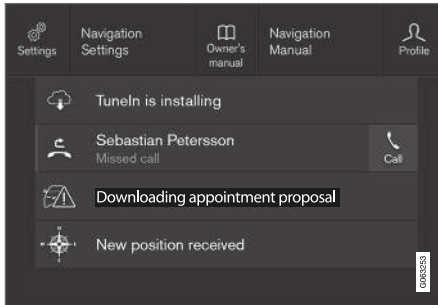 Settings
Navigation
Settings
Owner's
manual
Navigation
Manual
Profile
TuneIn is installing
Sebastian Petersson
Missed call
Call
Downloading appointment proposal
New position received
G063253